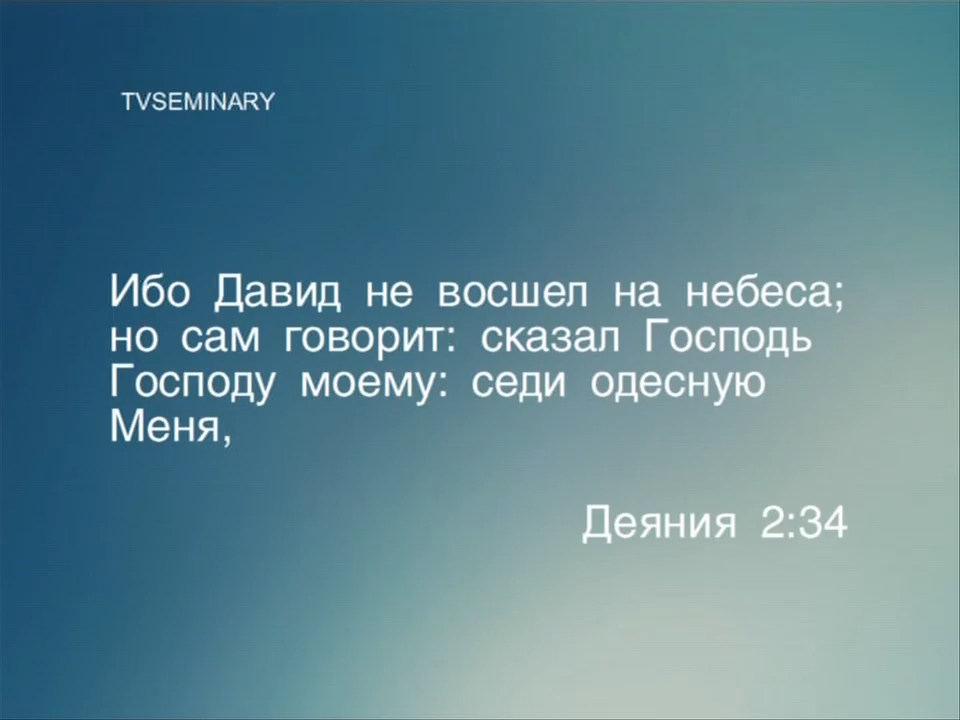 TVSEMINARY
Ибо Давид не восшел на небеса;
но сам говорит: сказал Господь
Господу моему: седи одесную
Меня,
Деяния 2:34